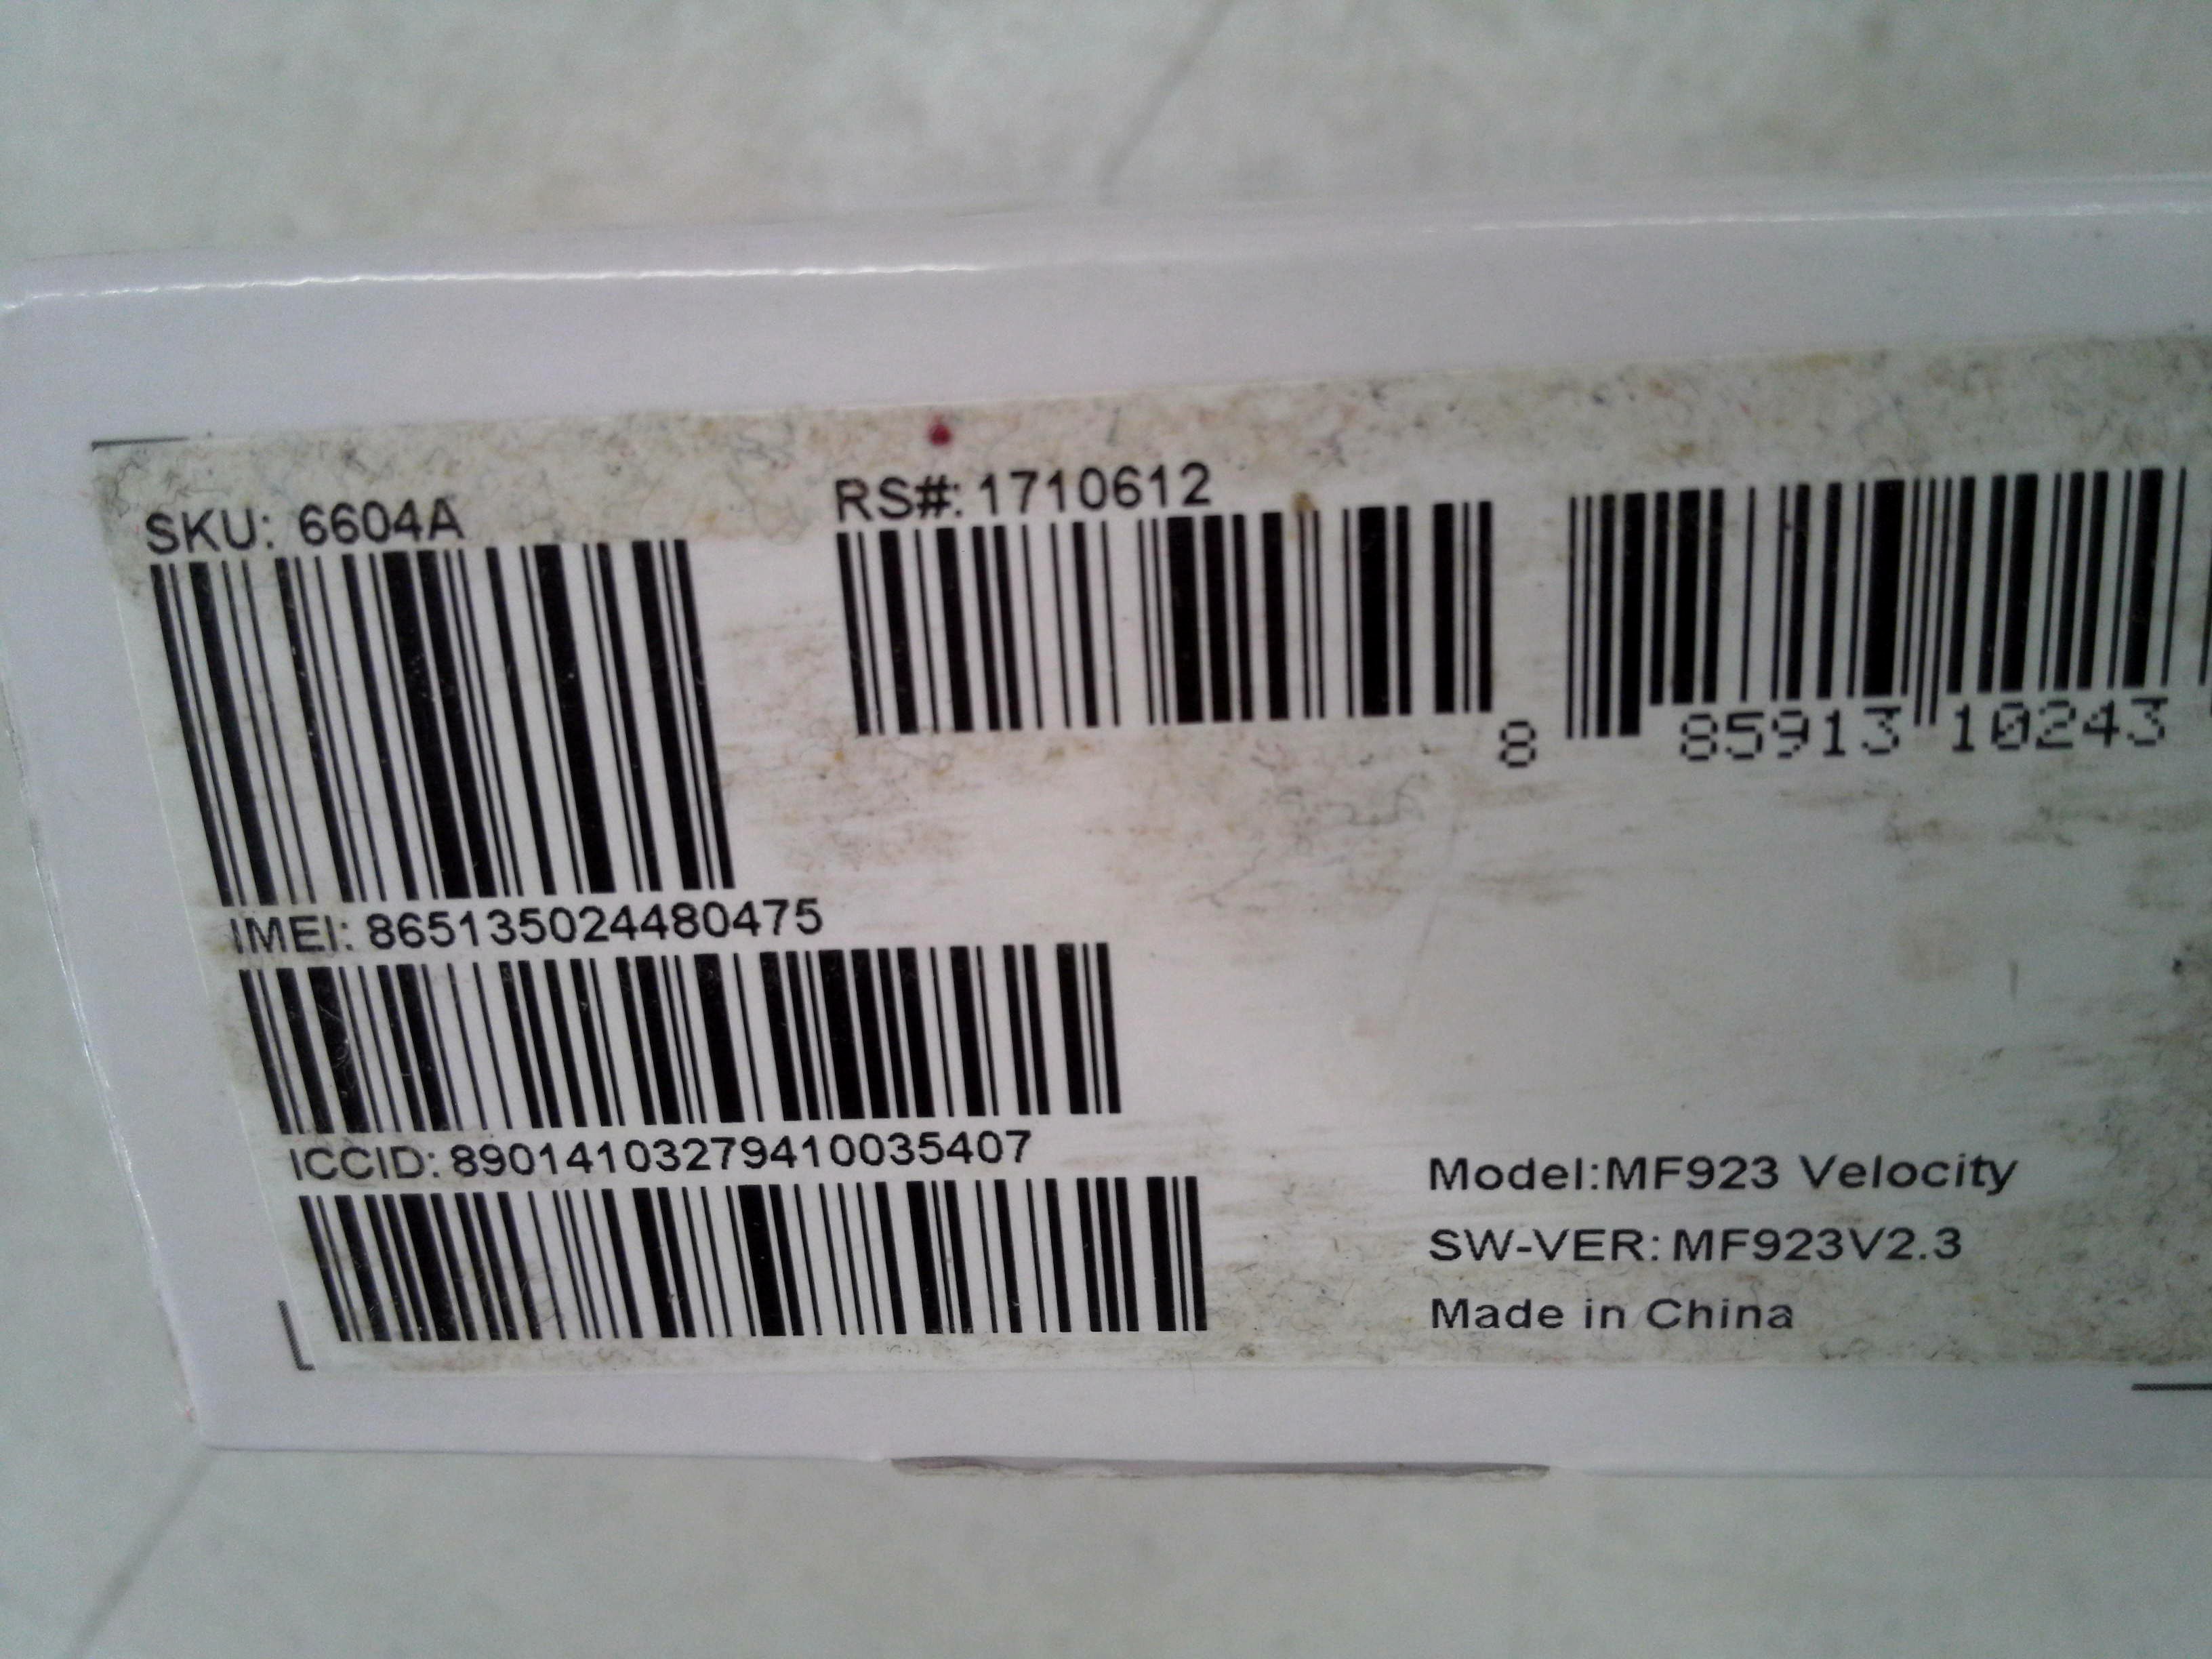 SKU: 6604A
RS#: 1710612
8 85913 10243
IMEI: 865135024480475
ICCID: 89014103279410035407
Model:MF923 Velocity
SW-VER: MF923V2.3
Made in China